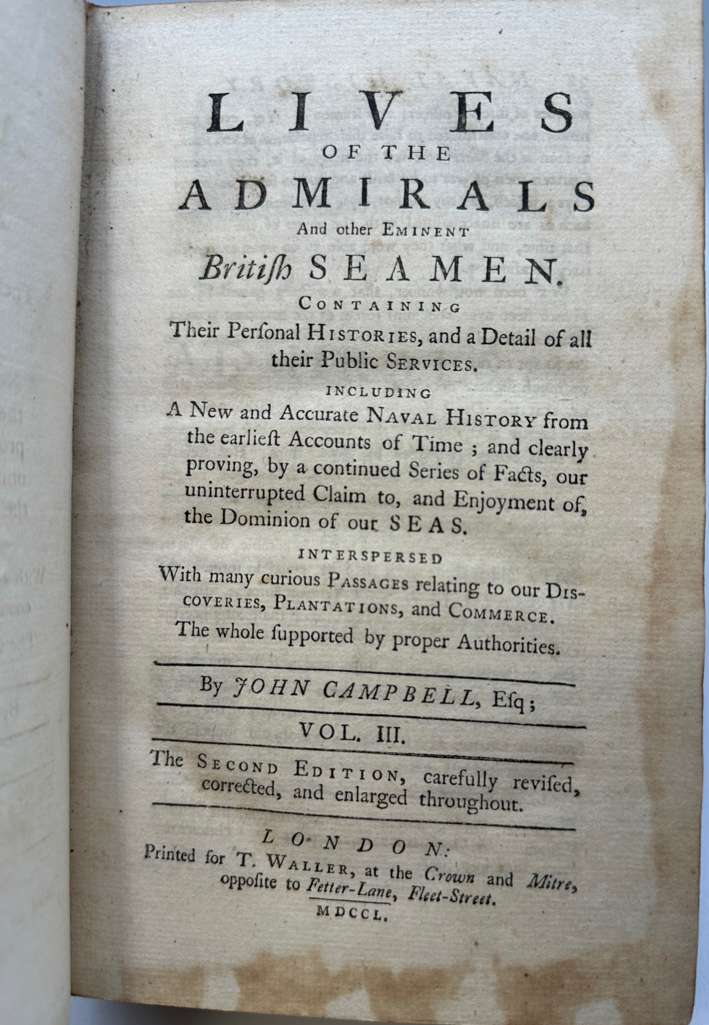 LIVES
OF THE
ADMIRALS
And other EMINENT
Britiſh SEAMEN.
CONTAINING
Their Perſonal HISTORIES, and a Detail of all
their Public SERVICES.
INCLUDING
A New and Accurate NAVAL HISTORY from
the earlieſt Accounts of Time; and clearly
proving, by a continued Series of Facts, our
uninterrupted Claim to, and Enjoyment of,
the Dominion of our SEAS.
INTERSPERSED
With many curious PASSAGES relating to our DIS-
COVERIES, PLANTATIONS, and COMMERCE.
The whole ſupported by proper Authorities.
By JOHN CAMPBELL, Eſq;
VOL. III.
The SECOND EDITION, carefully reviſed,
corrected, and enlarged throughout.
LONDON:
Printed for T. WALLER, at the Crown and Mitre,
oppoſite to Fetter-Lane, Fleet-Street.
MDCCL.